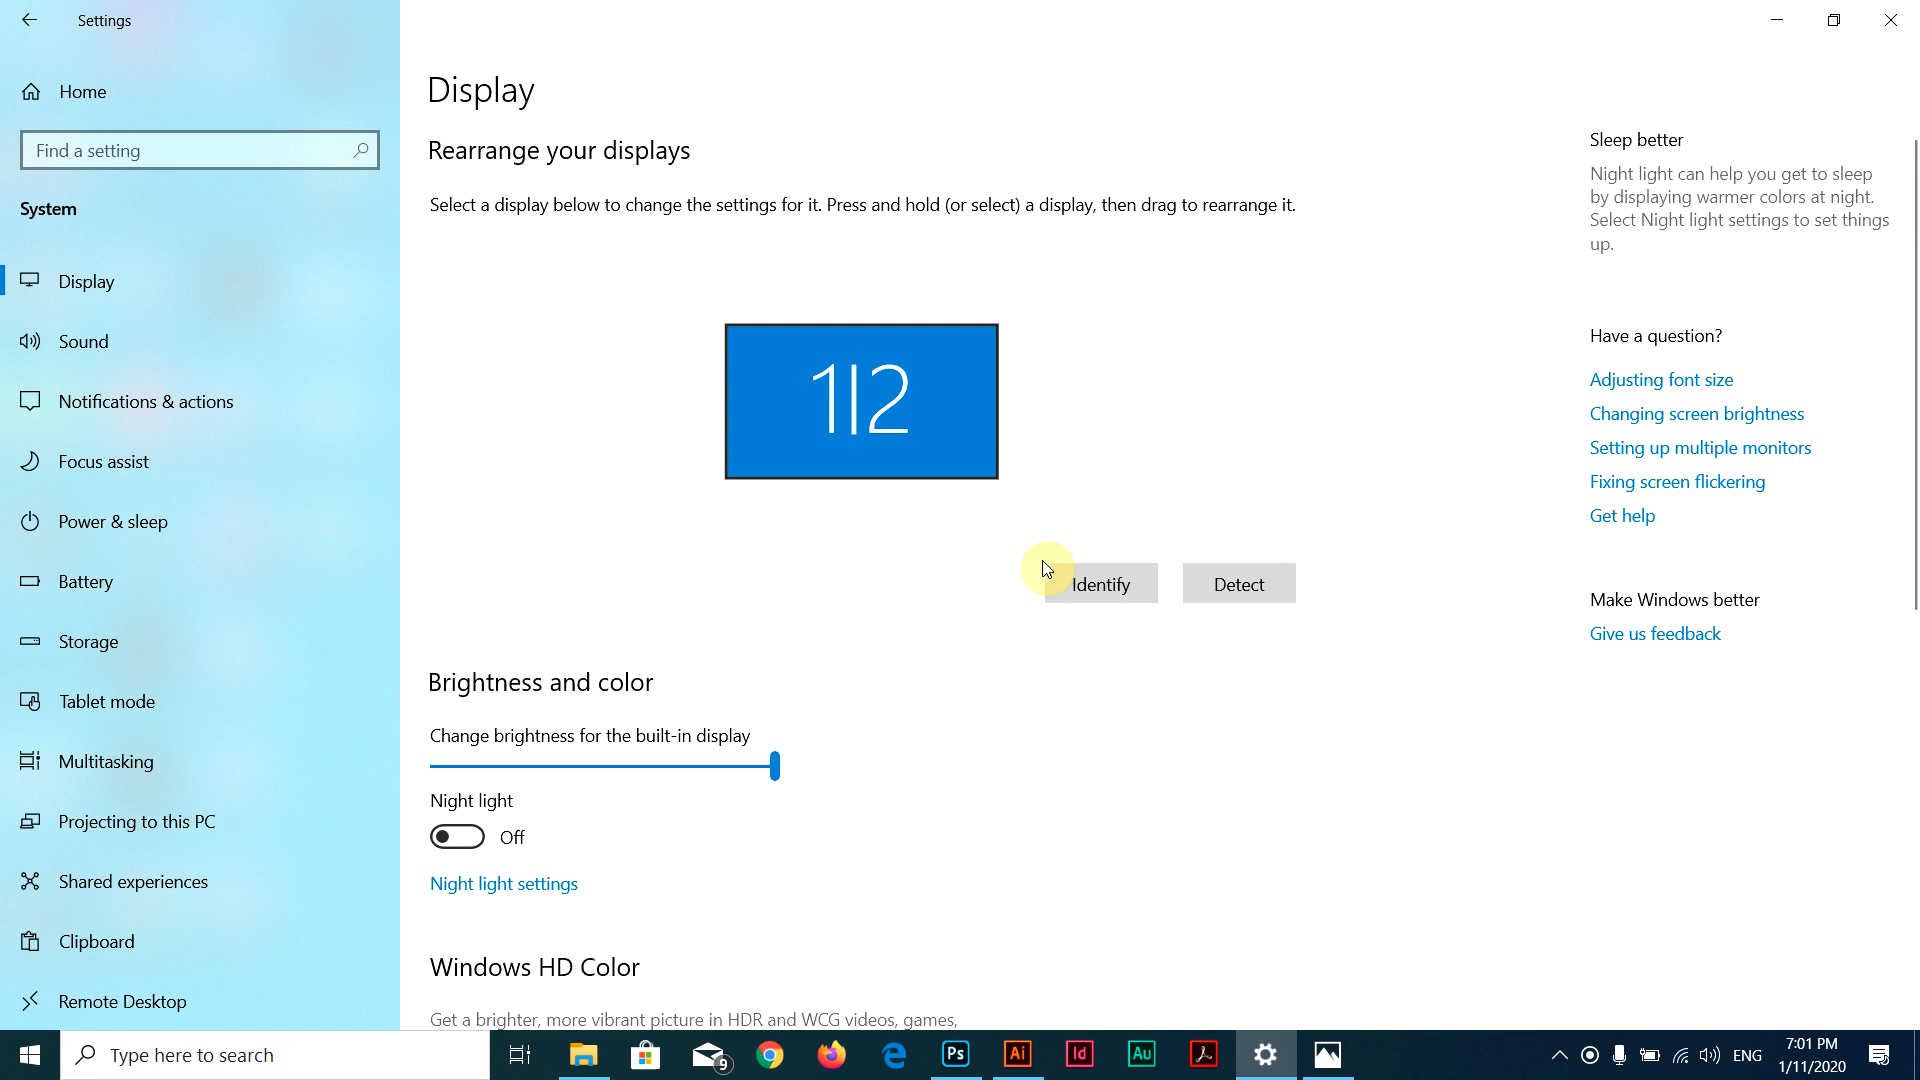 Settings
Home
Find a setting
System
Display
Sound
Notifications & actions
Focus assist
Power & sleep
Battery
Storage
Tablet mode
Multitasking
Projecting to this PC
Shared experiences
Clipboard
Remote Desktop
Display
Rearrange your displays
Select a display below to change the settings for it. Press and hold (or select) a display, then drag to rearrange it.
1|2
Identify
Detect
Brightness and color
Change brightness for the built-in display
Night light
Off
Night light settings
Windows HD Color
Get a brighter, more vibrant picture in HDR and WCG videos, games,
Sleep better
Night light can help you get to sleep
by displaying warmer colors at night.
Select Night light settings to set things
up.
Have a question?
Adjusting font size
Changing screen brightness
Setting up multiple monitors
Fixing screen flickering
Get help
Make Windows better
Give us feedback
Type here to search
9
Ps
Ai
Id
Au
ENG
7:01 PM
1/11/2020